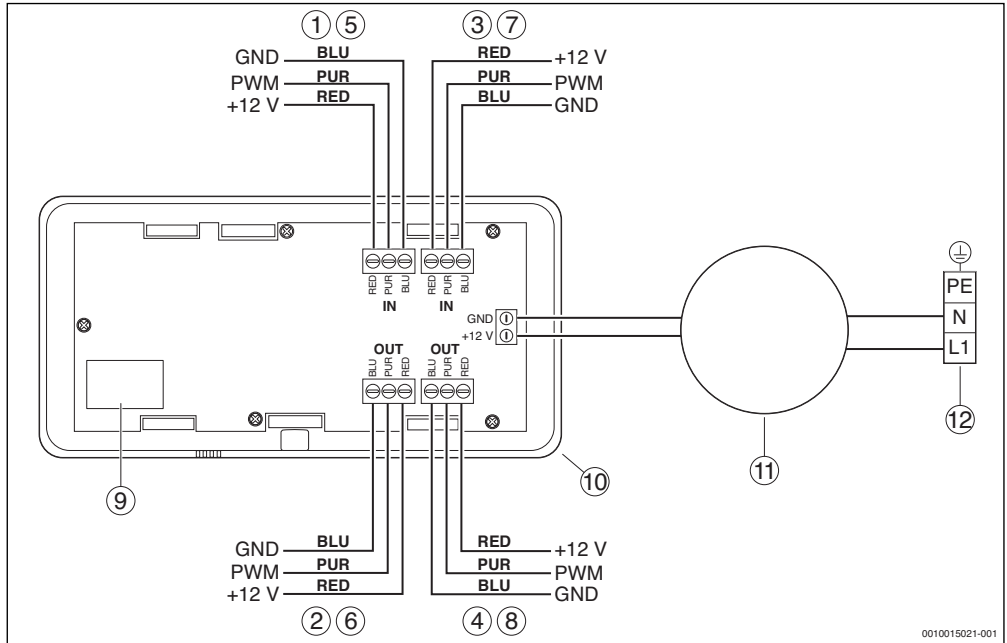 ① ⑤ ③ ⑦
GND BLU RED +12 V
PWM PUR PUR PWM
+12 V RED BLU GND
RED PUR BLU RED PUR BLU
IN IN
GND
+12 V
OUT OUT
BLU PUR RED BLU PUR RED
PE
N
L1
⑨ ⑩ ⑪ ⑫
GND BLU RED +12 V
PWM PUR PUR PWM
+12 V RED BLU GND
② ⑥ ④ ⑧
0010015021-001